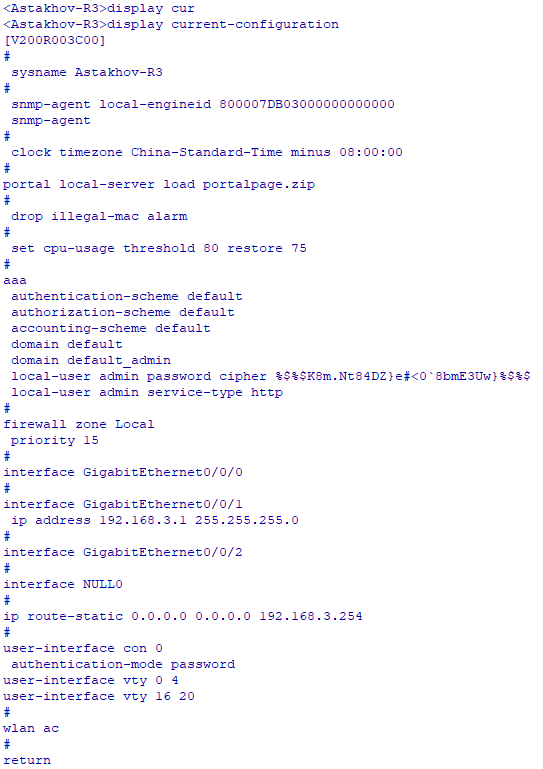 <Astakhov-R3>display cur
<Astakhov-R3>display current-configuration
[V200R003C00]
#
 sysname Astakhov-R3
#
 snmp-agent local-engineid 800007DB03000000000000
 snmp-agent
#
 clock timezone China-Standard-Time minus 08:00:00
#
portal local-server load portalpage.zip
#
 drop illegal-mac alarm
#
 set cpu-usage threshold 80 restore 75
#
aaa
 authentication-scheme default
 authorization-scheme default
 accounting-scheme default
 domain default
 domain default_admin
 local-user admin password cipher %$%$K8m.Nt84DZ}e#<0`8bmE3Uw}%$%$
 local-user admin service-type http
#
firewall zone Local
 priority 15
#
interface GigabitEthernet0/0/0
#
interface GigabitEthernet0/0/1
 ip address 192.168.3.1 255.255.255.0
#
interface GigabitEthernet0/0/2
#
interface NULL0
#
ip route-static 0.0.0.0 0.0.0.0 192.168.3.254
#
user-interface con 0
 authentication-mode password
user-interface vty 0 4
user-interface vty 16 20
#
wlan ac
#
return